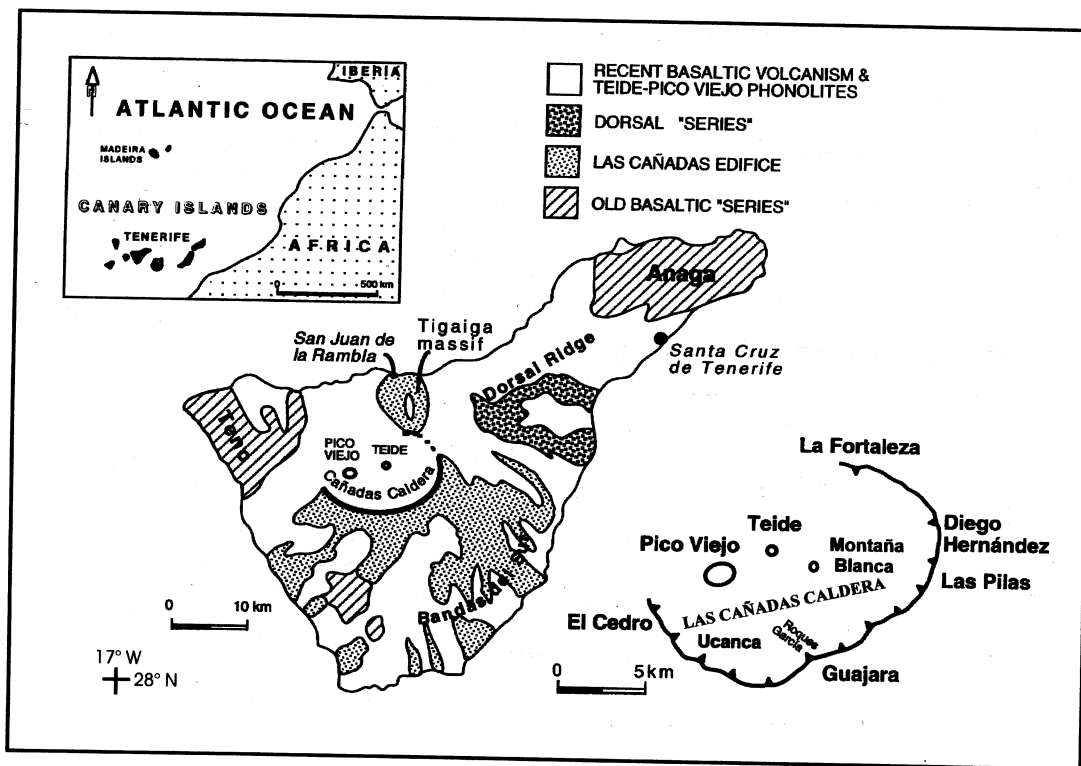 IBERIA
ATLANTIC OCEAN
MADEIRA
ISLANDS
CANARY ISLANDS
TENERIFE
AFRICA
0 500 km
RECENT BASALTIC VOLCANISM &
TEIDE-PICO VIEJO PHONOLITES
DORSAL "SERIES"
LAS CAÑADAS EDIFICE
OLD BASALTIC "SERIES"
Anaga
San Juan de
la Rambla
Tigaiga
massif
Dorsal Ridge
Santa Cruz
de Tenerife
Teno
PICO
VIEJO
TEIDE
Cañadas Caldera
Bandas del Sur
0 10 km
17° W
28° N
La Fortaleza
Teide
Diego
Hernández
Pico Viejo
Montaña
Blanca
Las Pilas
LAS CAÑADAS CALDERA
El Cedro
Ucanca
Roques
García
Guajara
0 5km